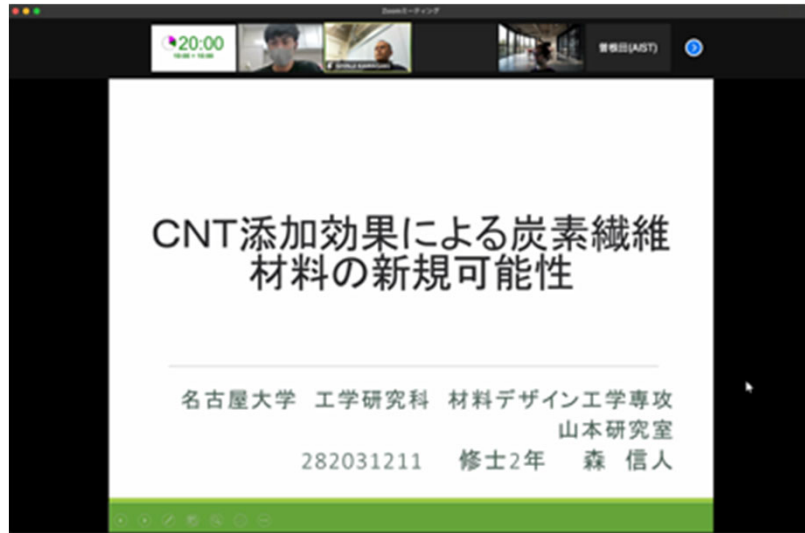 Zoomミーティング
20:00
曽根田(AIST)
CNT添加効果による炭素繊維
材料の新規可能性
名古屋大学 工学研究科 材料デザイン工学専攻
山本研究室
282031211 修士2年 森 信人